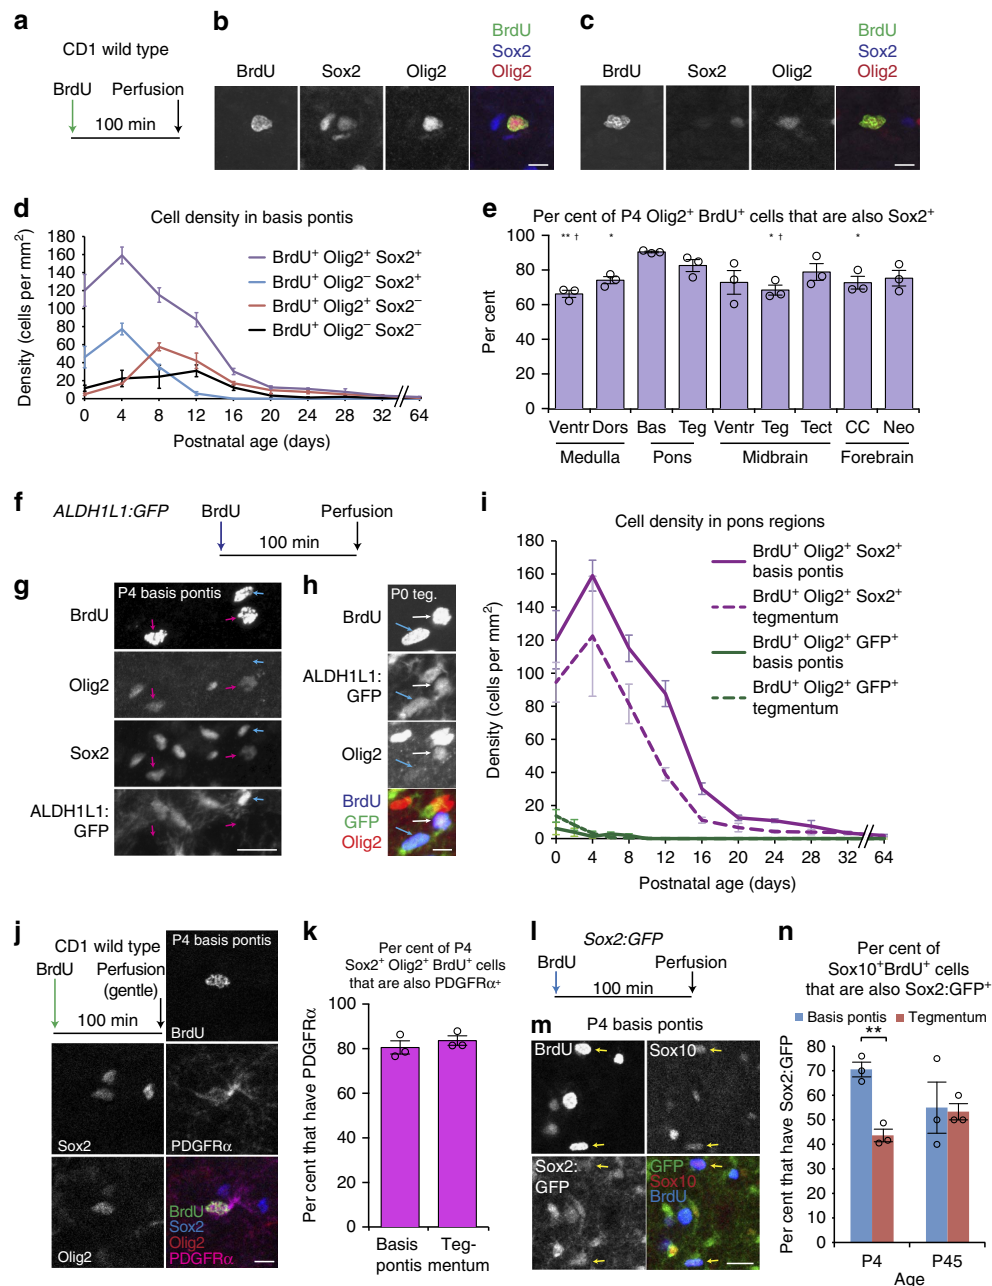 a
CD1 wild type
BrdU Perfusion
100 min
b
BrdU Sox2 Olig2
BrdU
Sox2
Olig2
c
BrdU Sox2 Olig2
BrdU
Sox2
Olig2
d
Cell density in basis pontis
Density (cells per mm²)
180
160
140
120
100
80
60
40
20
0
BrdU⁺ Olig2⁺ Sox2⁺
BrdU⁺ Olig2⁻ Sox2⁺
BrdU⁺ Olig2⁺ Sox2⁻
BrdU⁺ Olig2⁻ Sox2⁻
0 4 8 12 16 20 24 28 32 64
Postnatal age (days)
e
Per cent of P4 Olig2⁺ BrdU⁺ cells that are also Sox2⁺
** † * * † *
Per cent
100
80
60
40
20
0
Ventr Dors Bas Teg Ventr Teg Tect CC Neo
Medulla Pons Midbrain Forebrain
f
ALDH1L1:GFP BrdU Perfusion
100 min
g
P4 basis pontis
BrdU
Olig2
Sox2
ALDH1L1:
GFP
h
P0 teg.
BrdU
ALDH1L1:
GFP
Olig2
BrdU
GFP
Olig2
i
Cell density in pons regions
Density (cells per mm²)
180
160
140
120
100
80
60
40
20
0
BrdU⁺ Olig2⁺ Sox2⁺
basis pontis
BrdU⁺ Olig2⁺ Sox2⁺
tegmentum
BrdU⁺ Olig2⁺ GFP⁺
basis pontis
BrdU⁺ Olig2⁺ GFP⁺
tegmentum
0 4 8 12 16 20 24 28 32 64
Postnatal age (days)
j
CD1 wild type
BrdU Perfusion
(gentle)
100 min
P4 basis pontis
BrdU
Sox2
PDGFRα
Olig2
BrdU
Sox2
Olig2
PDGFRα
k
Per cent of P4
Sox2⁺ Olig2⁺ BrdU⁺ cells
that are also PDGFRα⁺
Per cent that have PDGFRα
100
80
60
40
20
0
Basis
pontis
Teg-
mentum
l
Sox2:GFP
BrdU Perfusion
100 min
m
P4 basis pontis
BrdU
Sox10
Sox2:
GFP
GFP
Sox10
BrdU
n
Per cent of
Sox10⁺BrdU⁺ cells
that are also Sox2:GFP⁺
Basis pontis Tegmentum
**
Per cent that have Sox2:GFP
80
70
60
50
40
30
20
10
0
P4 P45
Age